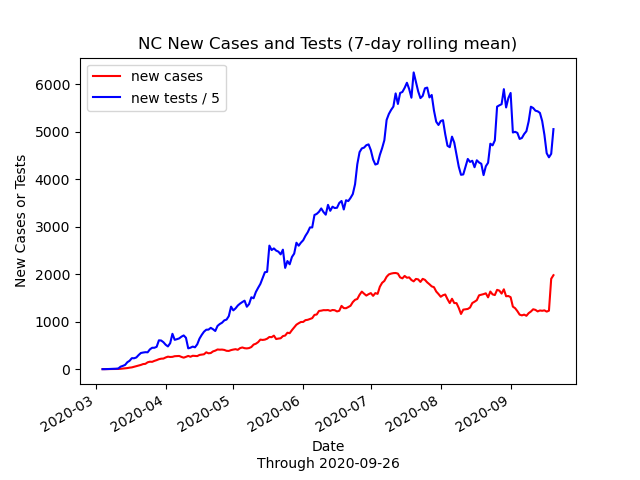 NC New Cases and Tests (7-day rolling mean)
new cases
new tests / 5
New Cases or Tests
6000
5000
4000
3000
2000
1000
0
2020-03
2020-04
2020-05
2020-06
2020-07
2020-08
2020-09
Date
Through 2020-09-26